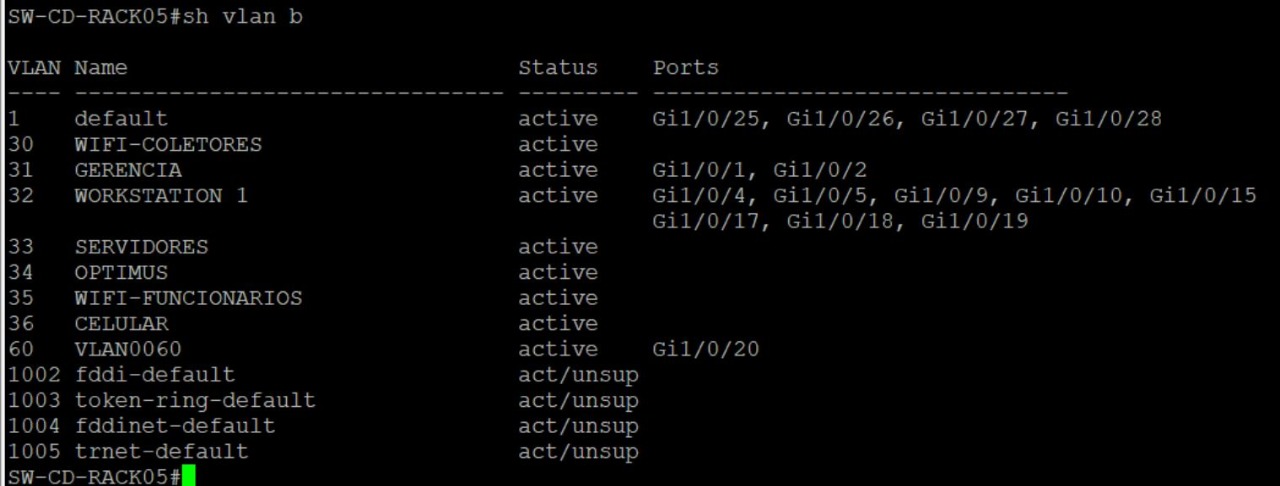 SW-CD-RACK05#sh vlan b
VLAN Name                             Status    Ports
---- -------------------------------- --------- -------------------------------
1    default                          active    Gi1/0/25, Gi1/0/26, Gi1/0/27, Gi1/0/28
30   WIFI-COLETORES                   active
31   GERENCIA                         active    Gi1/0/1, Gi1/0/2
32   WORKSTATION 1                    active    Gi1/0/4, Gi1/0/5, Gi1/0/9, Gi1/0/10, Gi1/0/15
                                                Gi1/0/17, Gi1/0/18, Gi1/0/19
33   SERVIDORES                       active
34   OPTIMUS                          active
35   WIFI-FUNCIONARIOS                active
36   CELULAR                          active
60   VLAN0060                         active    Gi1/0/20
1002 fddi-default                     act/unsup
1003 token-ring-default               act/unsup
1004 fddinet-default                  act/unsup
1005 trnet-default                    act/unsup
SW-CD-RACK05#